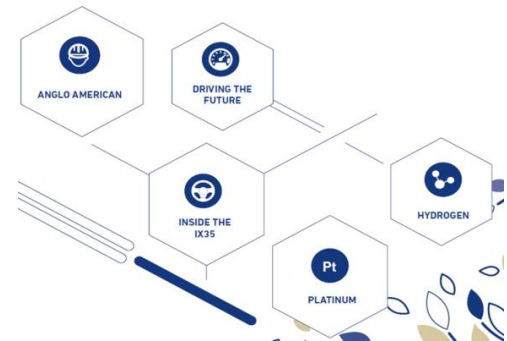 ANGLO AMERICAN
DRIVING THE
FUTURE
INSIDE THE
IX35
HYDROGEN
Pt
PLATINUM